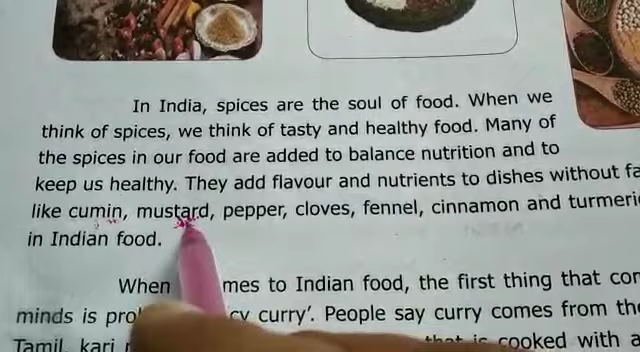 In India, spices are the soul of food. When we
think of spices, we think of tasty and healthy food. Many of
the spices in our food are added to balance nutrition and to
keep us healthy. They add flavour and nutrients to dishes without
like cumin, mustard, pepper, cloves, fennel, cinnamon and
in Indian food.
When mes to Indian food, the first thing that
minds is cy curry'. People say curry comes from
Tamil, kari that is cooked with a